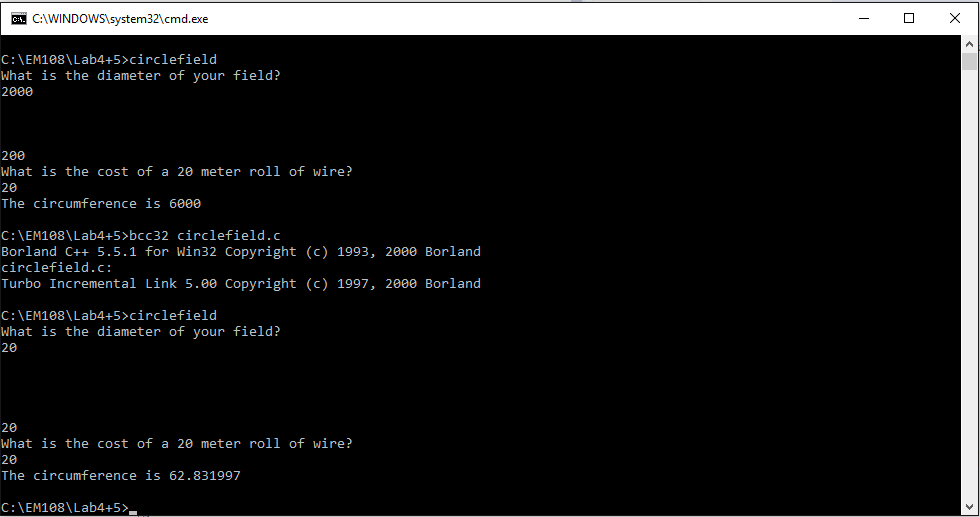 C:\WINDOWS\system32\cmd.exe
C:\EM108\Lab4+5>circlefield
What is the diameter of your field?
2000
200
What is the cost of a 20 meter roll of wire?
20
The circumference is 6000
C:\EM108\Lab4+5>bcc32 circlefield.c
Borland C++ 5.5.1 for Win32 Copyright (c) 1993, 2000 Borland
circlefield.c:
Turbo Incremental Link 5.00 Copyright (c) 1997, 2000 Borland
C:\EM108\Lab4+5>circlefield
What is the diameter of your field?
20
20
What is the cost of a 20 meter roll of wire?
20
The circumference is 62.831997
C:\EM108\Lab4+5>